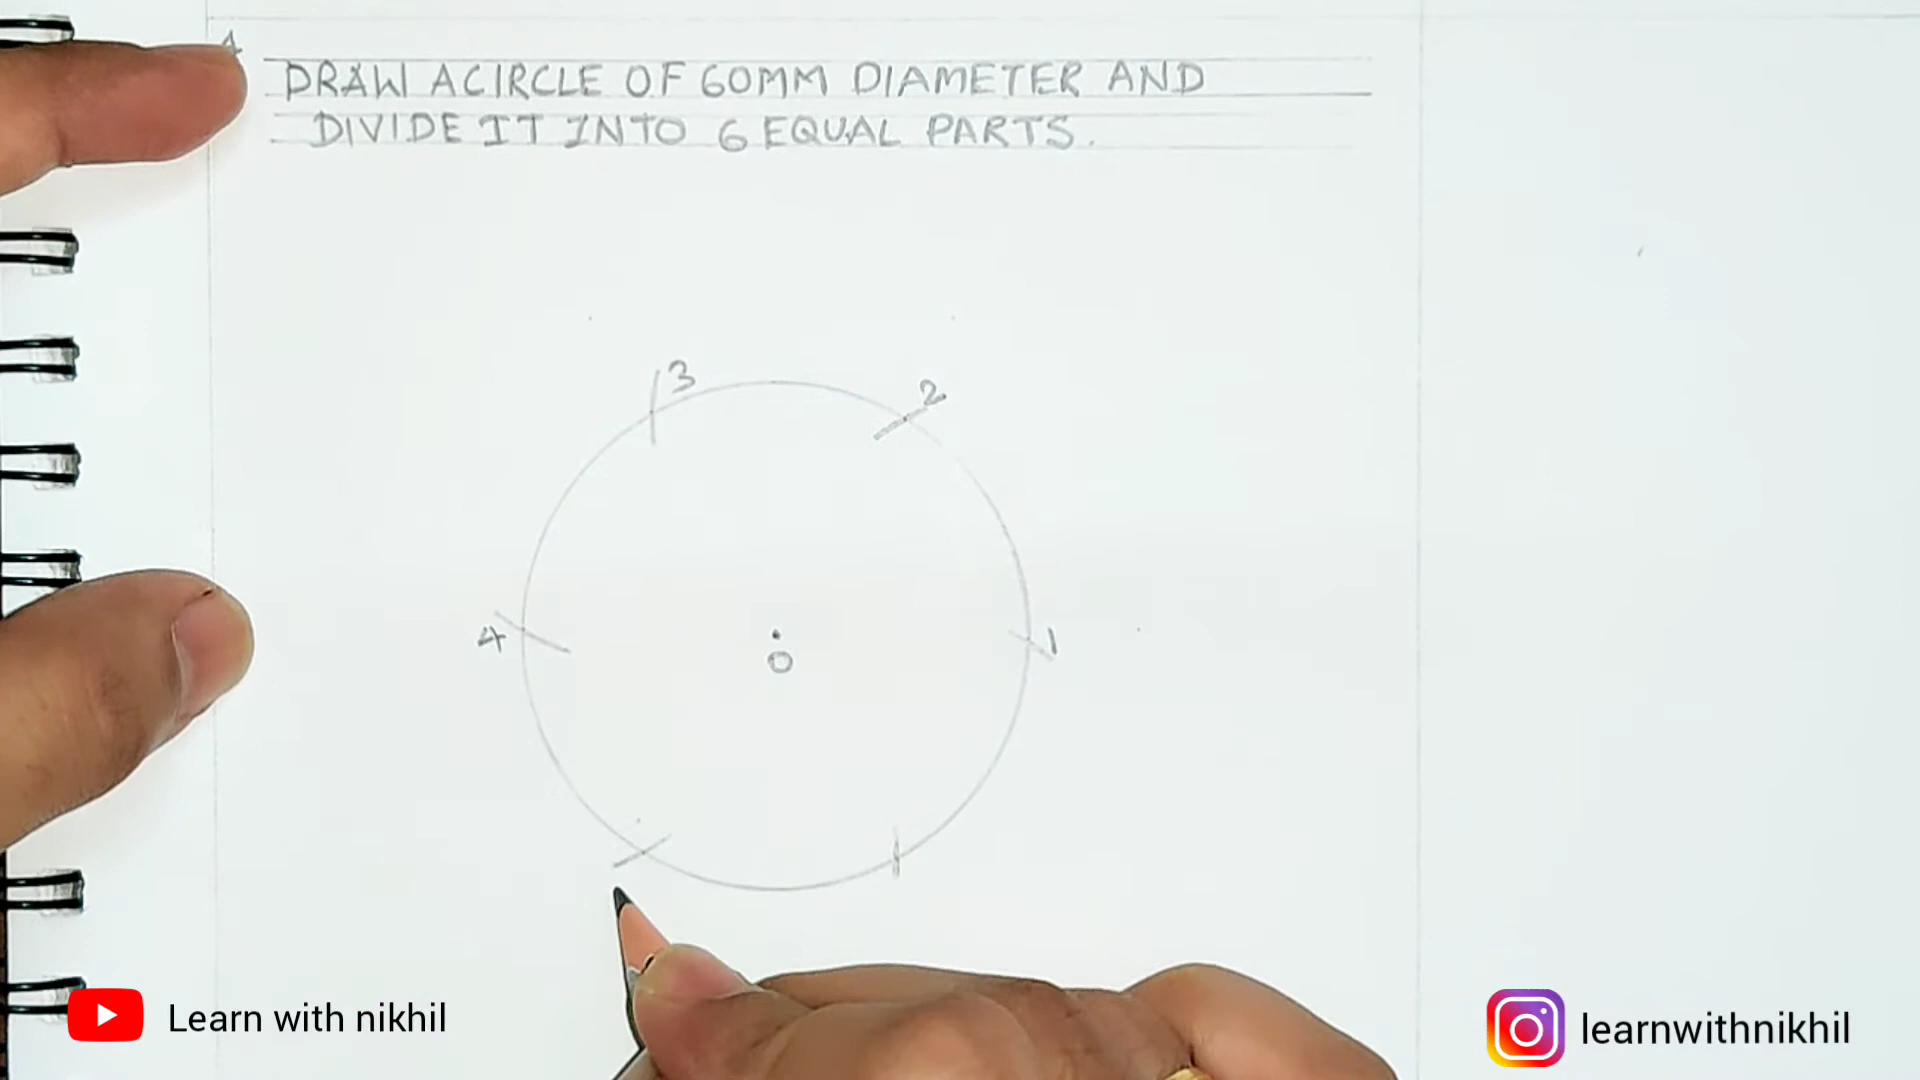 DRAW A CIRCLE OF 60MM DIAMETER AND
DIVIDE IT INTO 6 EQUAL PARTS.
3
2
4
1
O
Learn with nikhil
learnwithnikhil